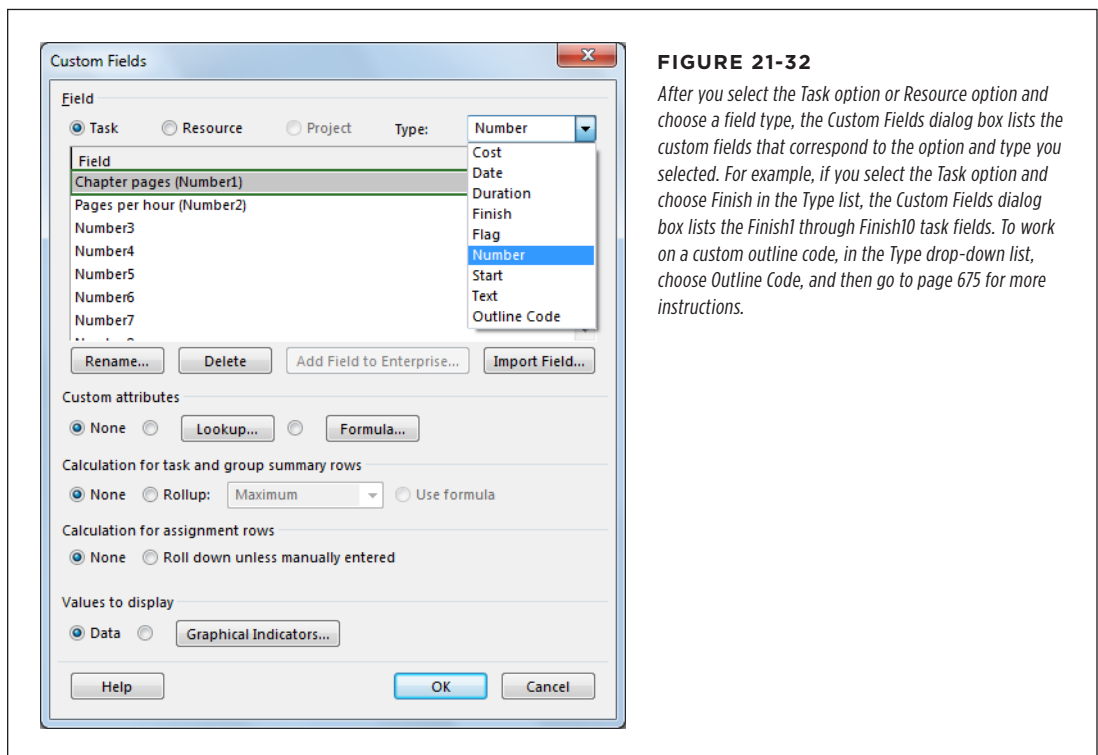 Custom Fields
Field
Task Resource Project Type: Number
Field
Chapter pages (Number1)
Pages per hour (Number2)
Number3
Number4
Number5
Number6
Number7
Cost
Date
Duration
Finish
Flag
Number
Start
Text
Outline Code
Rename... Delete Add Field to Enterprise... Import Field...
Custom attributes
None Lookup... Formula...
Calculation for task and group summary rows
None Rollup: Maximum Use formula
Calculation for assignment rows
None Roll down unless manually entered
Values to display
Data Graphical Indicators...
Help OK Cancel
FIGURE 21-32
After you select the Task option or Resource option and
choose a field type, the Custom Fields dialog box lists the
custom fields that correspond to the option and type you
selected. For example, if you select the Task option and
choose Finish in the Type list, the Custom Fields dialog
box lists the Finish1 through Finish10 task fields. To work
on a custom outline code, in the Type drop-down list,
choose Outline Code, and then go to page 675 for more
instructions.